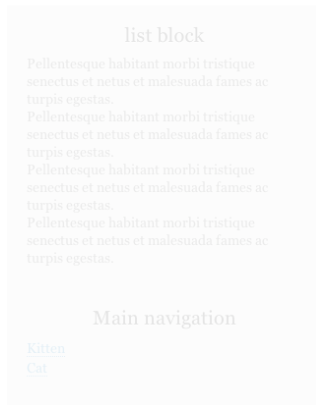 list block
Pellentesque habitant morbi tristique
senectus et netus et malesuada fames ac
turpis egestas.
Pellentesque habitant morbi tristique
senectus et netus et malesuada fames ac
turpis egestas.
Pellentesque habitant morbi tristique
senectus et netus et malesuada fames ac
turpis egestas.
Pellentesque habitant morbi tristique
senectus et netus et malesuada fames ac
turpis egestas.
Main navigation
Kitten
Cat